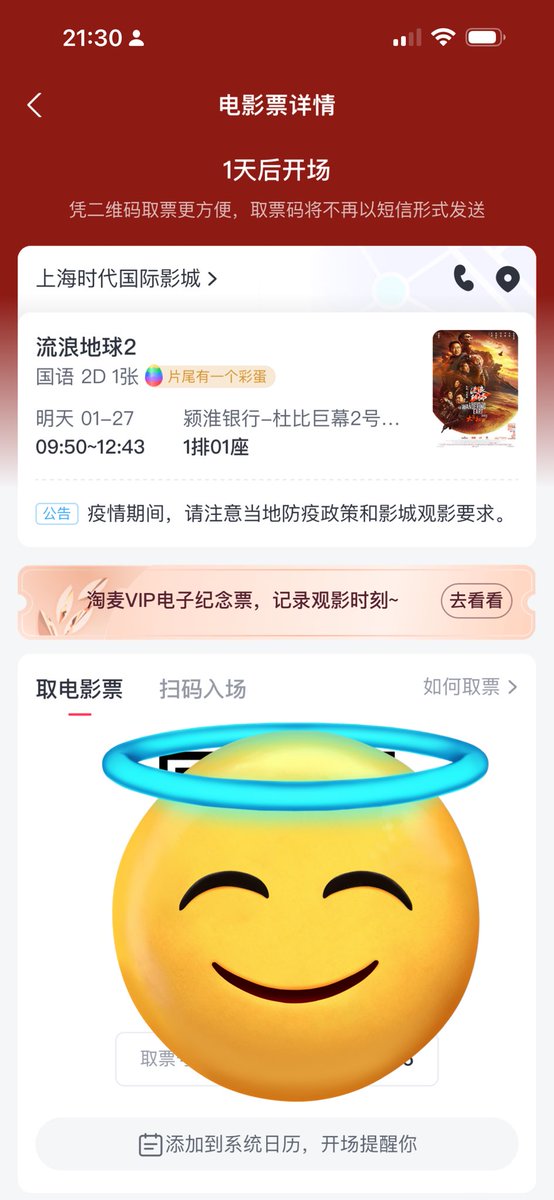 21:30
电影票详情
1天后开场
凭二维码取票更方便，取票码将不再以短信形式发送
上海时代国际影城
流浪地球2
国语 2D 1张 片尾有一个彩蛋
明天 01-27 颍淮银行-杜比巨幕2号...
09:50~12:43 1排01座
公告 疫情期间，请注意当地防疫政策和影城观影要求。
淘麦VIP电子纪念票，记录观影时刻~ 去看看
取电影票 扫码入场 如何取票
取票
添加到系统日历，开场提醒你